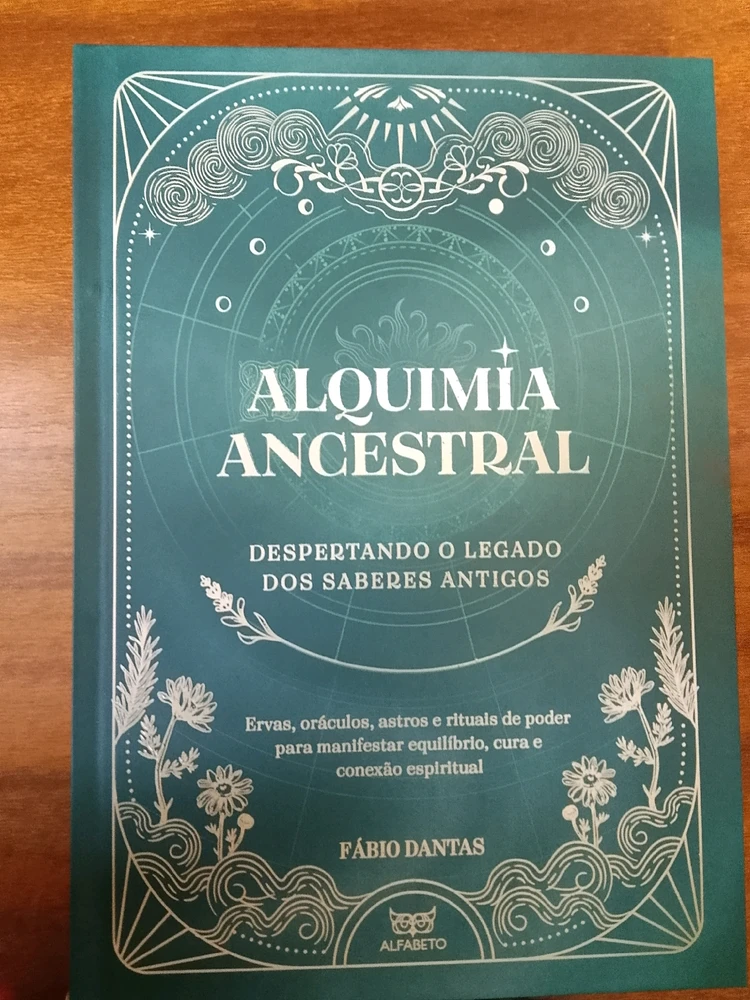 ALQUIMIA
ANCESTRAL
DESPERTANDO O LEGADO
DOS SABERES ANTIGOS
Ervas, oráculos, astros e rituais de poder
para manifestar equilíbrio, cura e
conexão espiritual
FÁBIO DANTAS
ALFABETO